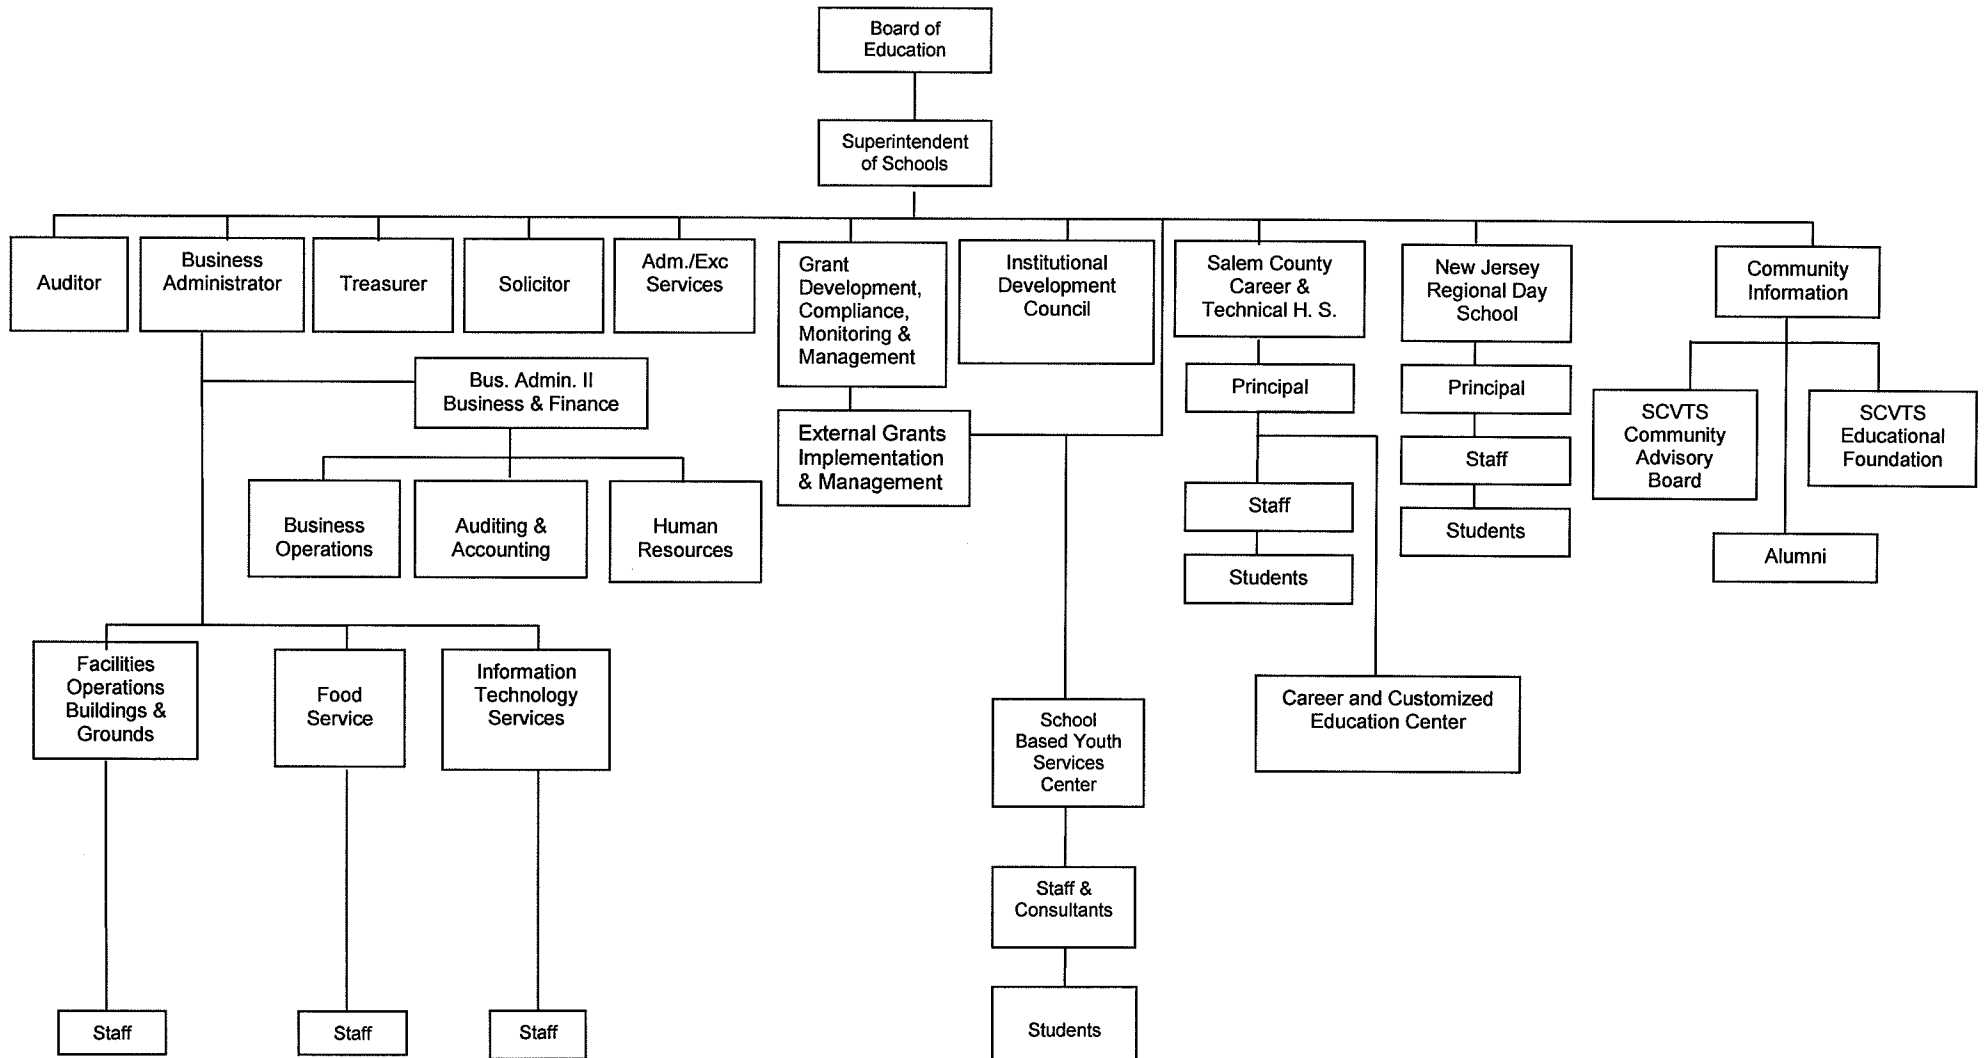 Board of
Education
Superintendent
of Schools
Auditor
Business
Administrator
Treasurer
Solicitor
Adm./Exc
Services
Grant
Development,
Compliance,
Monitoring &
Management
Institutional
Development
Council
Salem County
Career &
Technical H. S.
New Jersey
Regional Day
School
Community
Information
Bus. Admin. II
Business & Finance
External Grants
Implementation
& Management
Principal
Staff
Students
Principal
Staff
Students
SCVTS
Community
Advisory
Board
SCVTS
Educational
Foundation
Alumni
Business
Operations
Auditing &
Accounting
Human
Resources
Facilities
Operations
Buildings &
Grounds
Food
Service
Information
Technology
Services
School
Based Youth
Services
Center
Career and Customized
Education Center
Staff &
Consultants
Staff
Staff
Staff
Students